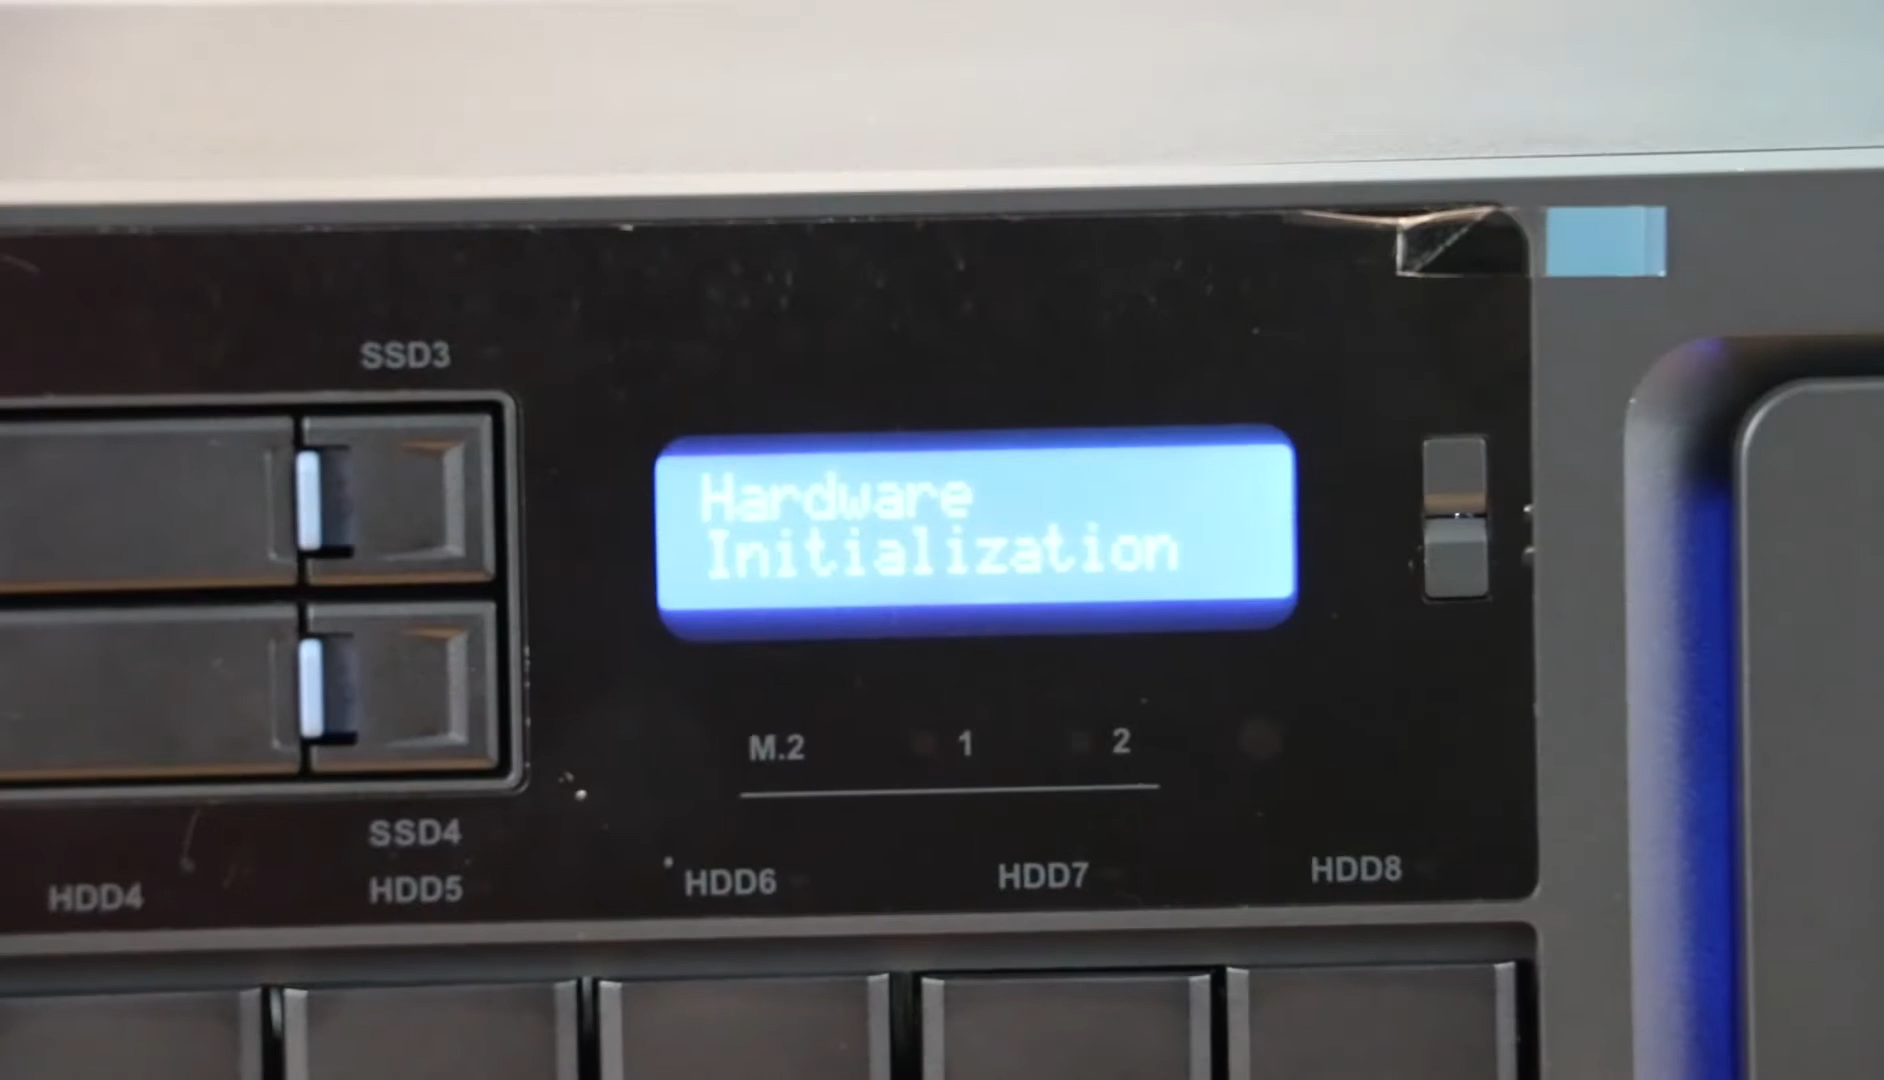 SSD3
Hardware
Initialization
M.2 1 2
SSD4
HDD4 HDD5 HDD6 HDD7 HDD8